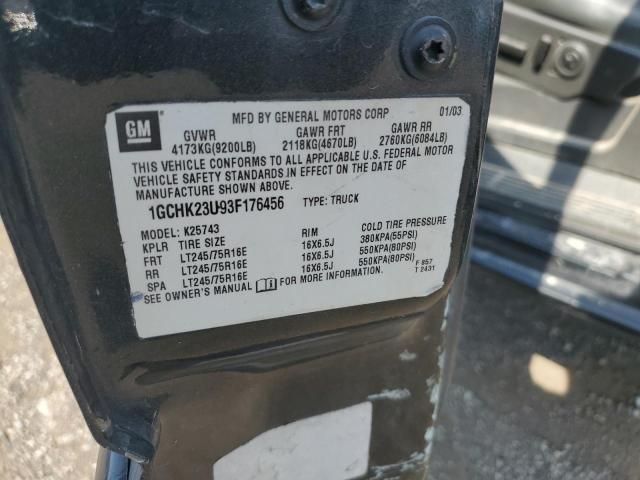 GM
MFD BY GENERAL MOTORS CORP 01/03
GVWR GAWR FRT GAWR RR
4173KG(9200LB) 2118KG(4670LB) 2760KG(6084LB)
THIS VEHICLE CONFORMS TO ALL APPLICABLE U.S. FEDERAL MOTOR
VEHICLE SAFETY STANDARDS IN EFFECT ON THE DATE OF
MANUFACTURE SHOWN ABOVE.
1GCHK23U93F176456 TYPE: TRUCK
MODEL: K25743
KPLR TIRE SIZE RIM COLD TIRE PRESSURE
FRT LT245/75R16E 16X6.5J 380KPA(55PSI)
RR LT245/75R16E 16X6.5J 550KPA(80PSI)
SPA LT245/75R16E 16X6.5J 550KPA(80PSI)
SEE OWNER'S MANUAL FOR MORE INFORMATION.
F 857
T 2431